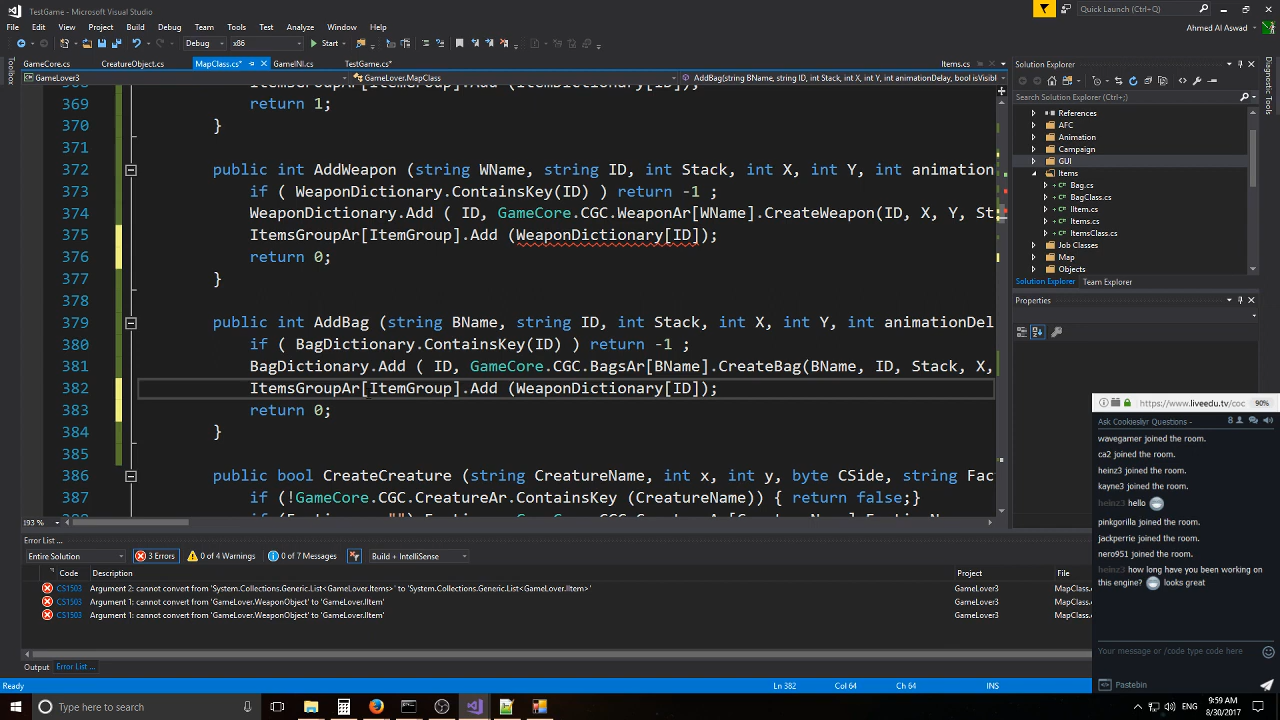 TestGame - Microsoft Visual Studio
Quick Launch (Ctrl+;)
File Edit View Project Build Debug Team Tools Test Analyze Window Help
Ahmed Al Aswad
Debug x86 Start
GameCore.cs CreatureObject.cs MapClass.cs* GameINI.cs TestGame.cs* Items.cs
GameLover3 GameLover.MapClass AddBag(string BName, string ID, int Stack, int X, int Y, int animationDelay, bool isVisibl
Toolbox
369 return 1;
370 }
371
372 public int AddWeapon (string WName, string ID, int Stack, int X, int Y, int animation
373 if ( WeaponDictionary.ContainsKey(ID) ) return -1 ;
374 WeaponDictionary.Add ( ID, GameCore.CGC.WeaponAr[WName].CreateWeapon(ID, X, Y, St
375 ItemsGroupAr[ItemGroup].Add (WeaponDictionary[ID]);
376 return 0;
377 }
378
379 public int AddBag (string BName, string ID, int Stack, int X, int Y, int animationDel
380 if ( BagDictionary.ContainsKey(ID) ) return -1 ;
381 BagDictionary.Add ( ID, GameCore.CGC.BagsAr[BName].CreateBag(BName, ID, Stack, X,
382 ItemsGroupAr[ItemGroup].Add (WeaponDictionary[ID]);
383 return 0;
384 }
385
386 public bool CreateCreature (string CreatureName, int x, int y, byte CSide, string Fac
387 if (!GameCore.CGC.CreatureAr.ContainsKey (CreatureName)) { return false;}
193 %
Solution Explorer
Search Solution Explorer (Ctrl+;)
References
AFC
Animation
Campaign
GUI
Items
Bag.cs
BagClass.cs
IItem.cs
Items.cs
ItemsClass.cs
Job Classes
Map
Objects
Solution Explorer Team Explorer
Properties
Diagnostic Tools
Error List ...
Entire Solution 3 Errors 0 of 4 Warnings 0 of 7 Messages Build + IntelliSense
Code Description Project File
CS1503 Argument 2: cannot convert from 'System.Collections.Generic.List<GameLover.Items>' to 'System.Collections.Generic.List<GameLover.IItem>' GameLover3 MapClass.cs
CS1503 Argument 1: cannot convert from 'GameLover.WeaponObject' to 'GameLover.IItem' GameLover3 MapClass.cs
CS1503 Argument 1: cannot convert from 'GameLover.WeaponObject' to 'GameLover.IItem' GameLover3 MapClass.cs
Output Error List ...
Ready Ln 382 Col 64 Ch 64 INS
https://www.liveedu.tv/coc 90%
Ask Cookiesliyr Questions - 8
wavegamer joined the room.
ca2 joined the room.
heinz3 joined the room.
kayne3 joined the room.
heinz3 hello
pinkgorilla joined the room.
jackperrie joined the room.
nero951 joined the room.
heinz3 how long have you been working on
this engine? looks great
Your message or /code type code here
Pastebin
Type here to search
ENG
9:59 AM
8/30/2017